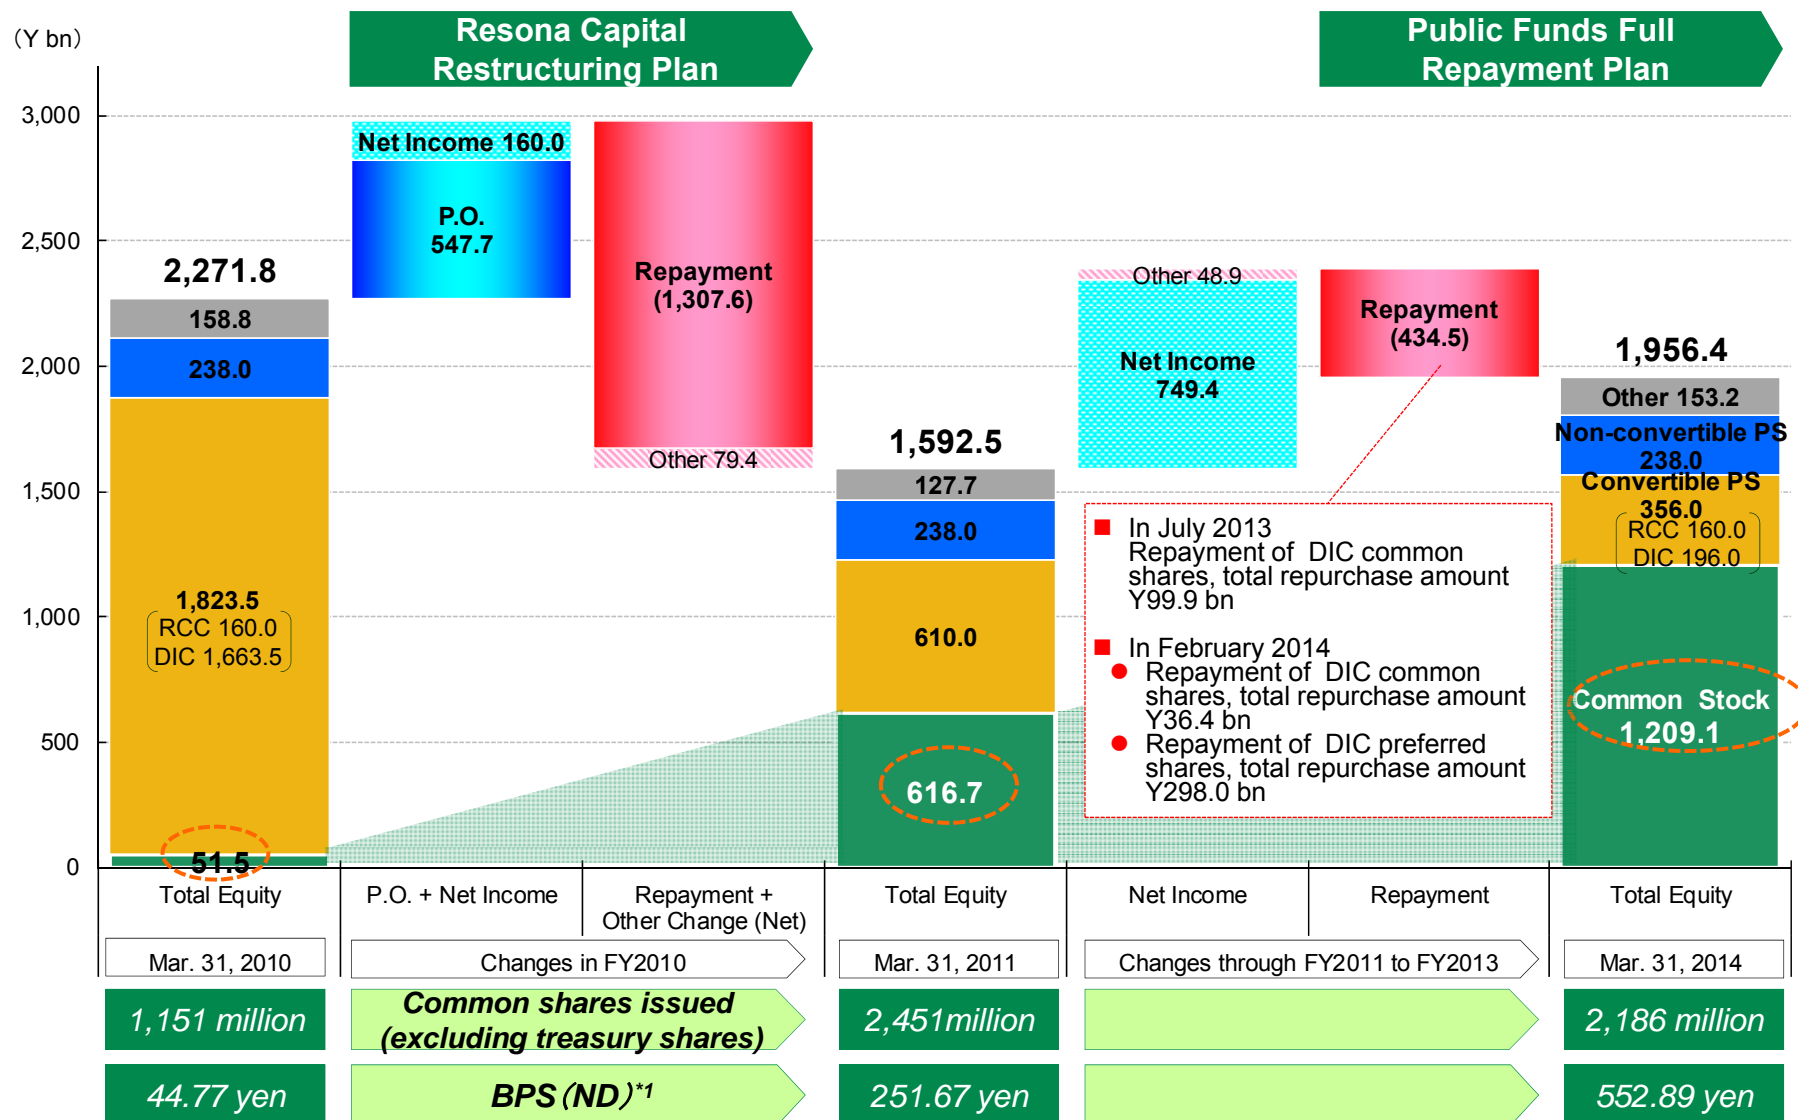 （Y bn）
Resona Capital
Restructuring Plan
Public Funds Full
Repayment Plan
3,000
2,500
2,000
1,500
1,000
500
0
2,271.8
158.8
238.0
1,823.5
RCC 160.0
DIC 1,663.5
51.5
Net Income 160.0
P.O.
547.7
Repayment
(1,307.6)
Other 79.4
1,592.5
127.7
238.0
610.0
616.7
Other 48.9
Net Income
749.4
Repayment
(434.5)
■ In July 2013
Repayment of DIC common
shares, total repurchase amount
Y99.9 bn
■ In February 2014
● Repayment of DIC common
shares, total repurchase amount
Y36.4 bn
● Repayment of DIC preferred
shares, total repurchase amount
Y298.0 bn
1,956.4
Other 153.2
Non-convertible PS
238.0
Convertible PS
356.0
RCC 160.0
DIC 196.0
Common Stock
1,209.1
Total Equity
P.O. + Net Income
Repayment +
Other Change (Net)
Total Equity
Net Income
Repayment
Total Equity
Mar. 31, 2010
Changes in FY2010
Mar. 31, 2011
Changes through FY2011 to FY2013
Mar. 31, 2014
1,151 million
Common shares issued
(excluding treasury shares)
2,451million
2,186 million
44.77 yen
BPS（ND）*1
251.67 yen
552.89 yen